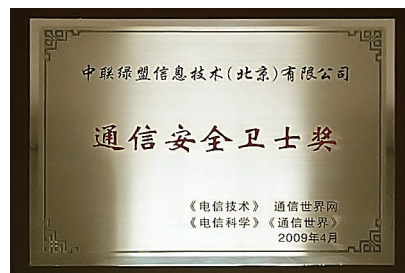 中联绿盟信息技术(北京)有限公司
通信安全卫士奖
《电信技术》 通信世界网
《电信科学》《通信世界》
2009年4月